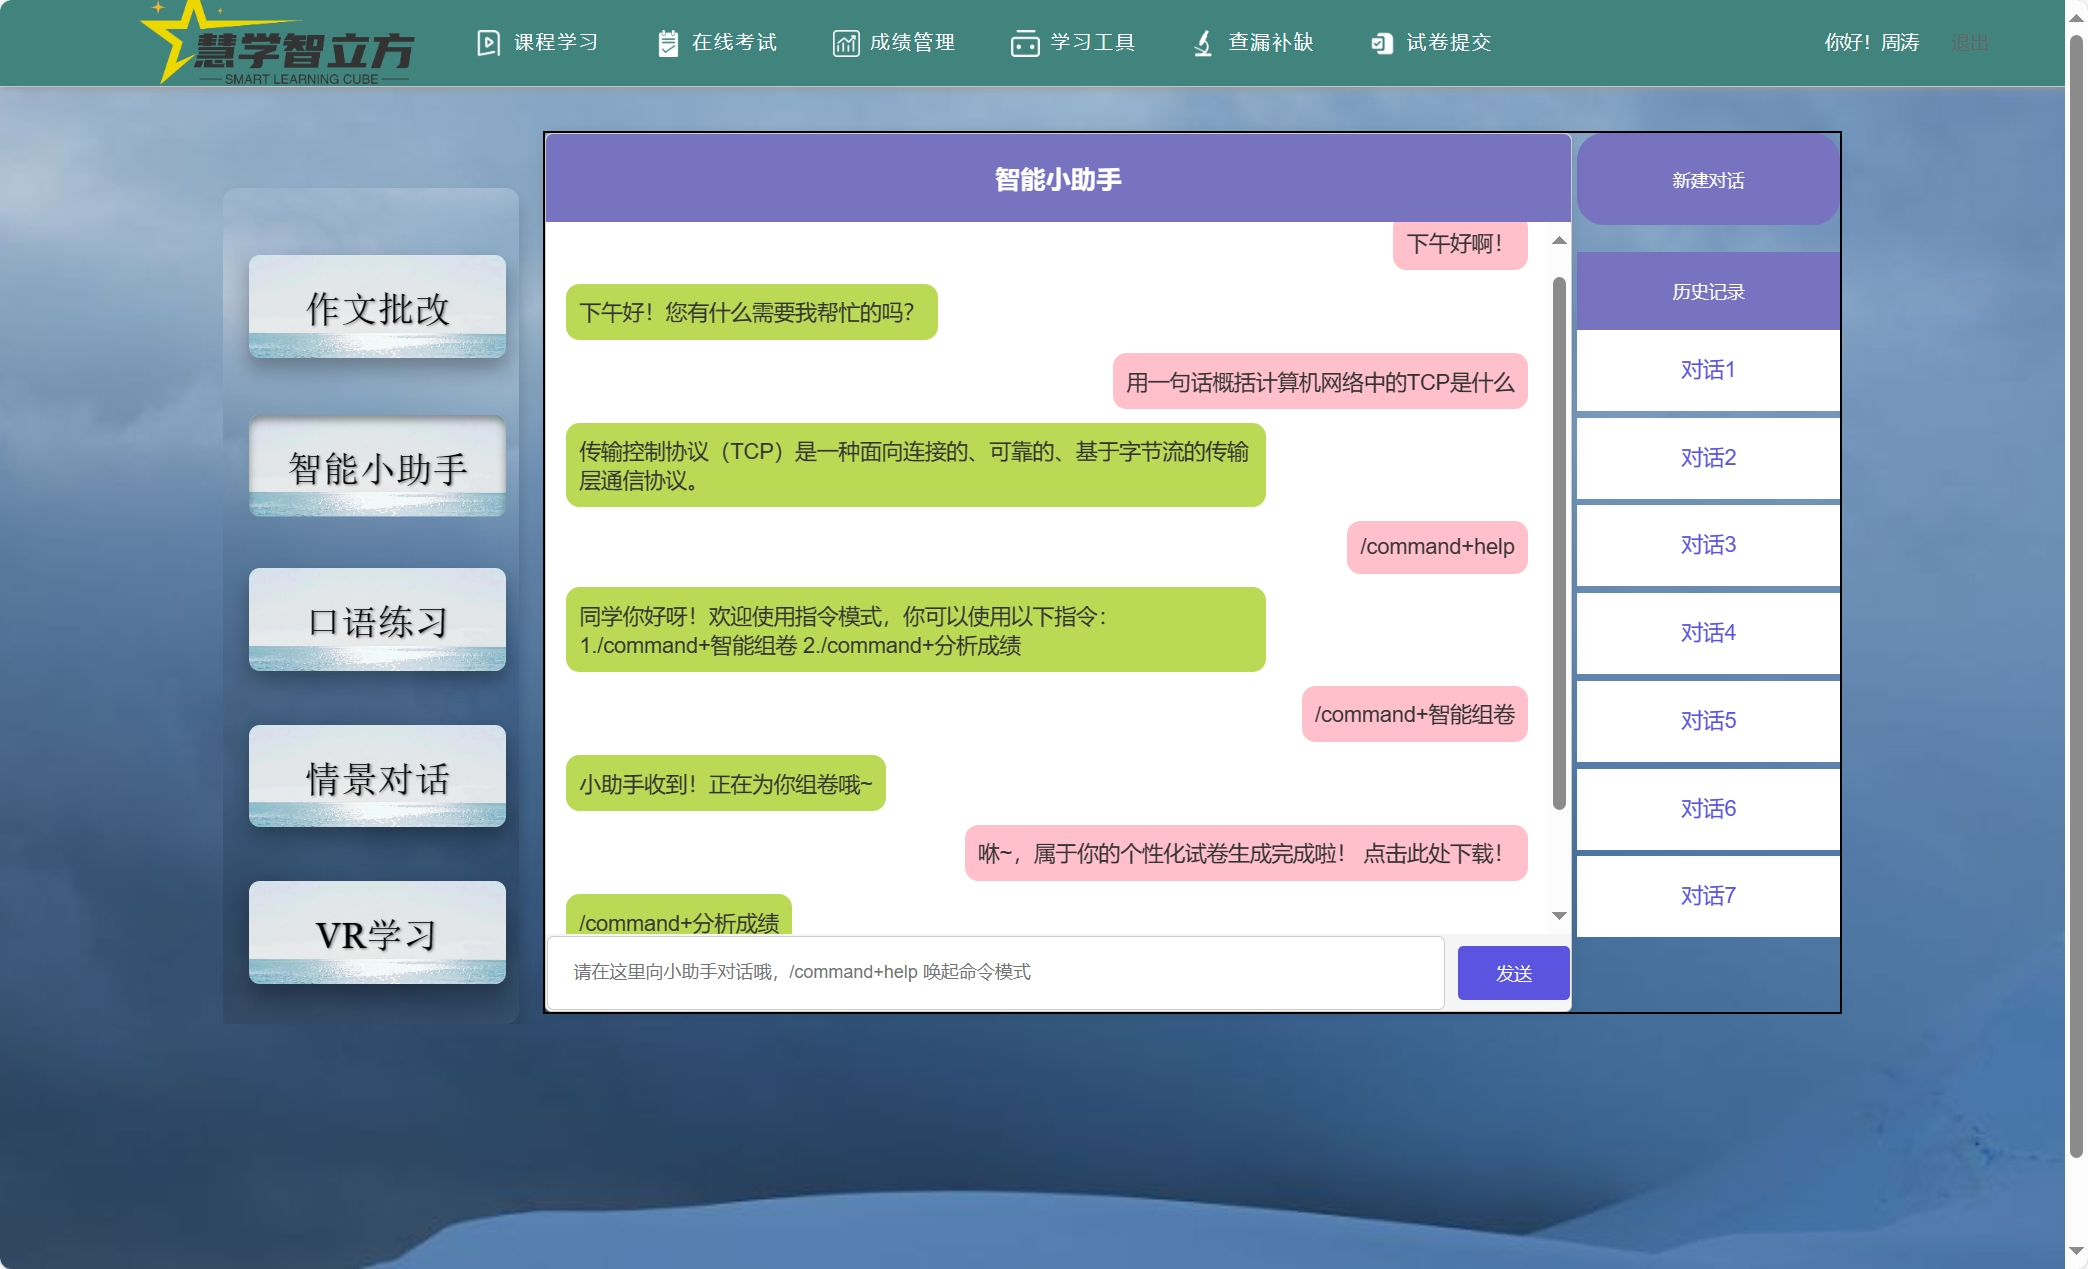 慧学智立方
SMART LEARNING CUBE
课程学习
在线考试
成绩管理
学习工具
查漏补缺
试卷提交
你好！周涛
退出
作文批改
智能小助手
口语练习
情景对话
VR学习
智能小助手
下午好啊！
下午好！您有什么需要我帮忙的吗？
用一句话概括计算机网络中的TCP是什么
传输控制协议（TCP）是一种面向连接的、可靠的、基于字节流的传输
层通信协议。
/command+help
同学你好呀！欢迎使用指令模式，你可以使用以下指令：
1./command+智能组卷 2./command+分析成绩
/command+智能组卷
小助手收到！正在为你组卷哦~
咻~，属于你的个性化试卷生成完成啦！ 点击此处下载！
/command+分析成绩
请在这里向小助手对话哦，/command+help 唤起命令模式
发送
新建对话
历史记录
对话1
对话2
对话3
对话4
对话5
对话6
对话7